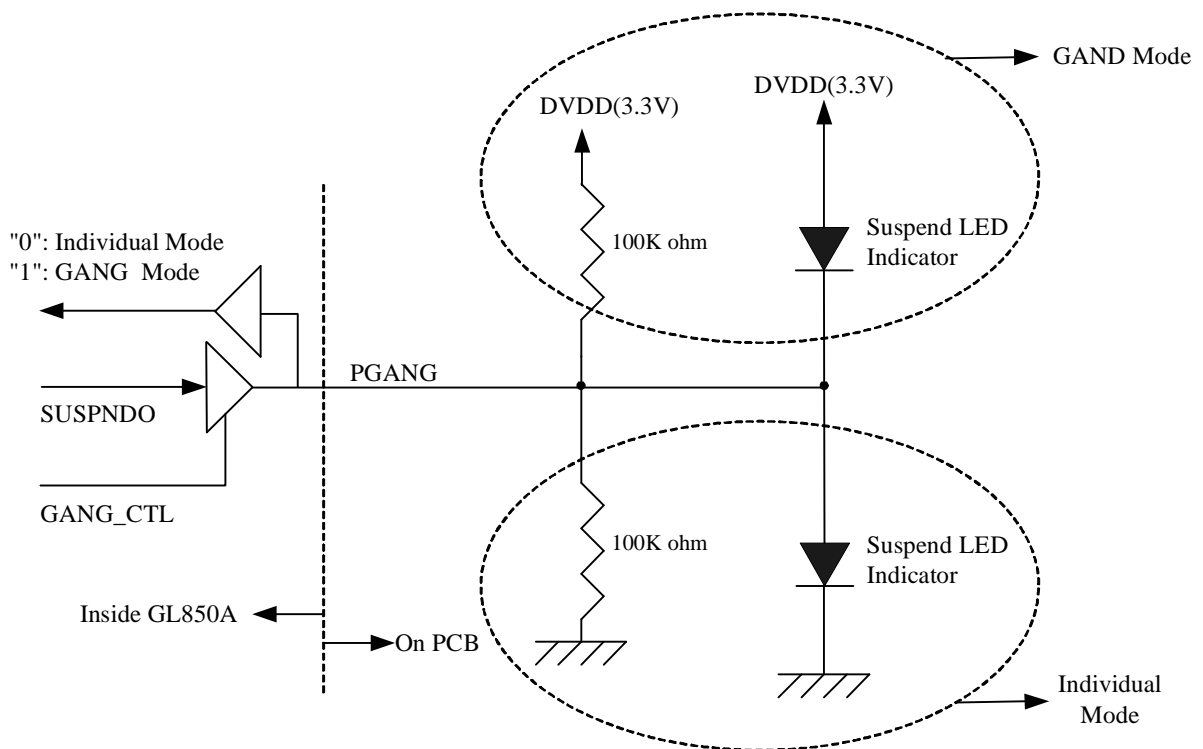 GAND Mode
DVDD(3.3V)
DVDD(3.3V)
"0": Individual Mode
"1": GANG  Mode
100K ohm
Suspend LED
Indicator
PGANG
SUSPNDO
GANG_CTL
100K ohm
Suspend LED
Indicator
Inside GL850A
On PCB
Individual
Mode